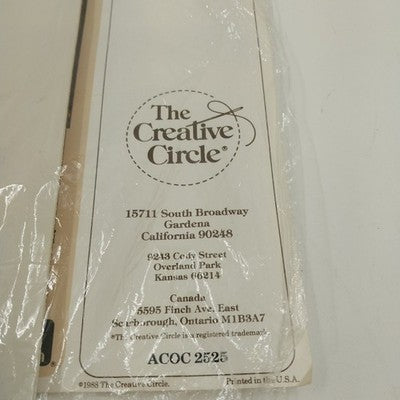 The
Creative
Circle®
15711 South Broadway
Gardena
California 90248
9243 Cody Street
Overland Park
Kansas 66214
Canada
5595 Finch Ave. East
Scarborough, Ontario M1B3A7
*The Creative Circle is a registered trademark.
ACOC 2525
®
©1988 The Creative Circle.
Printed in the U.S.A.